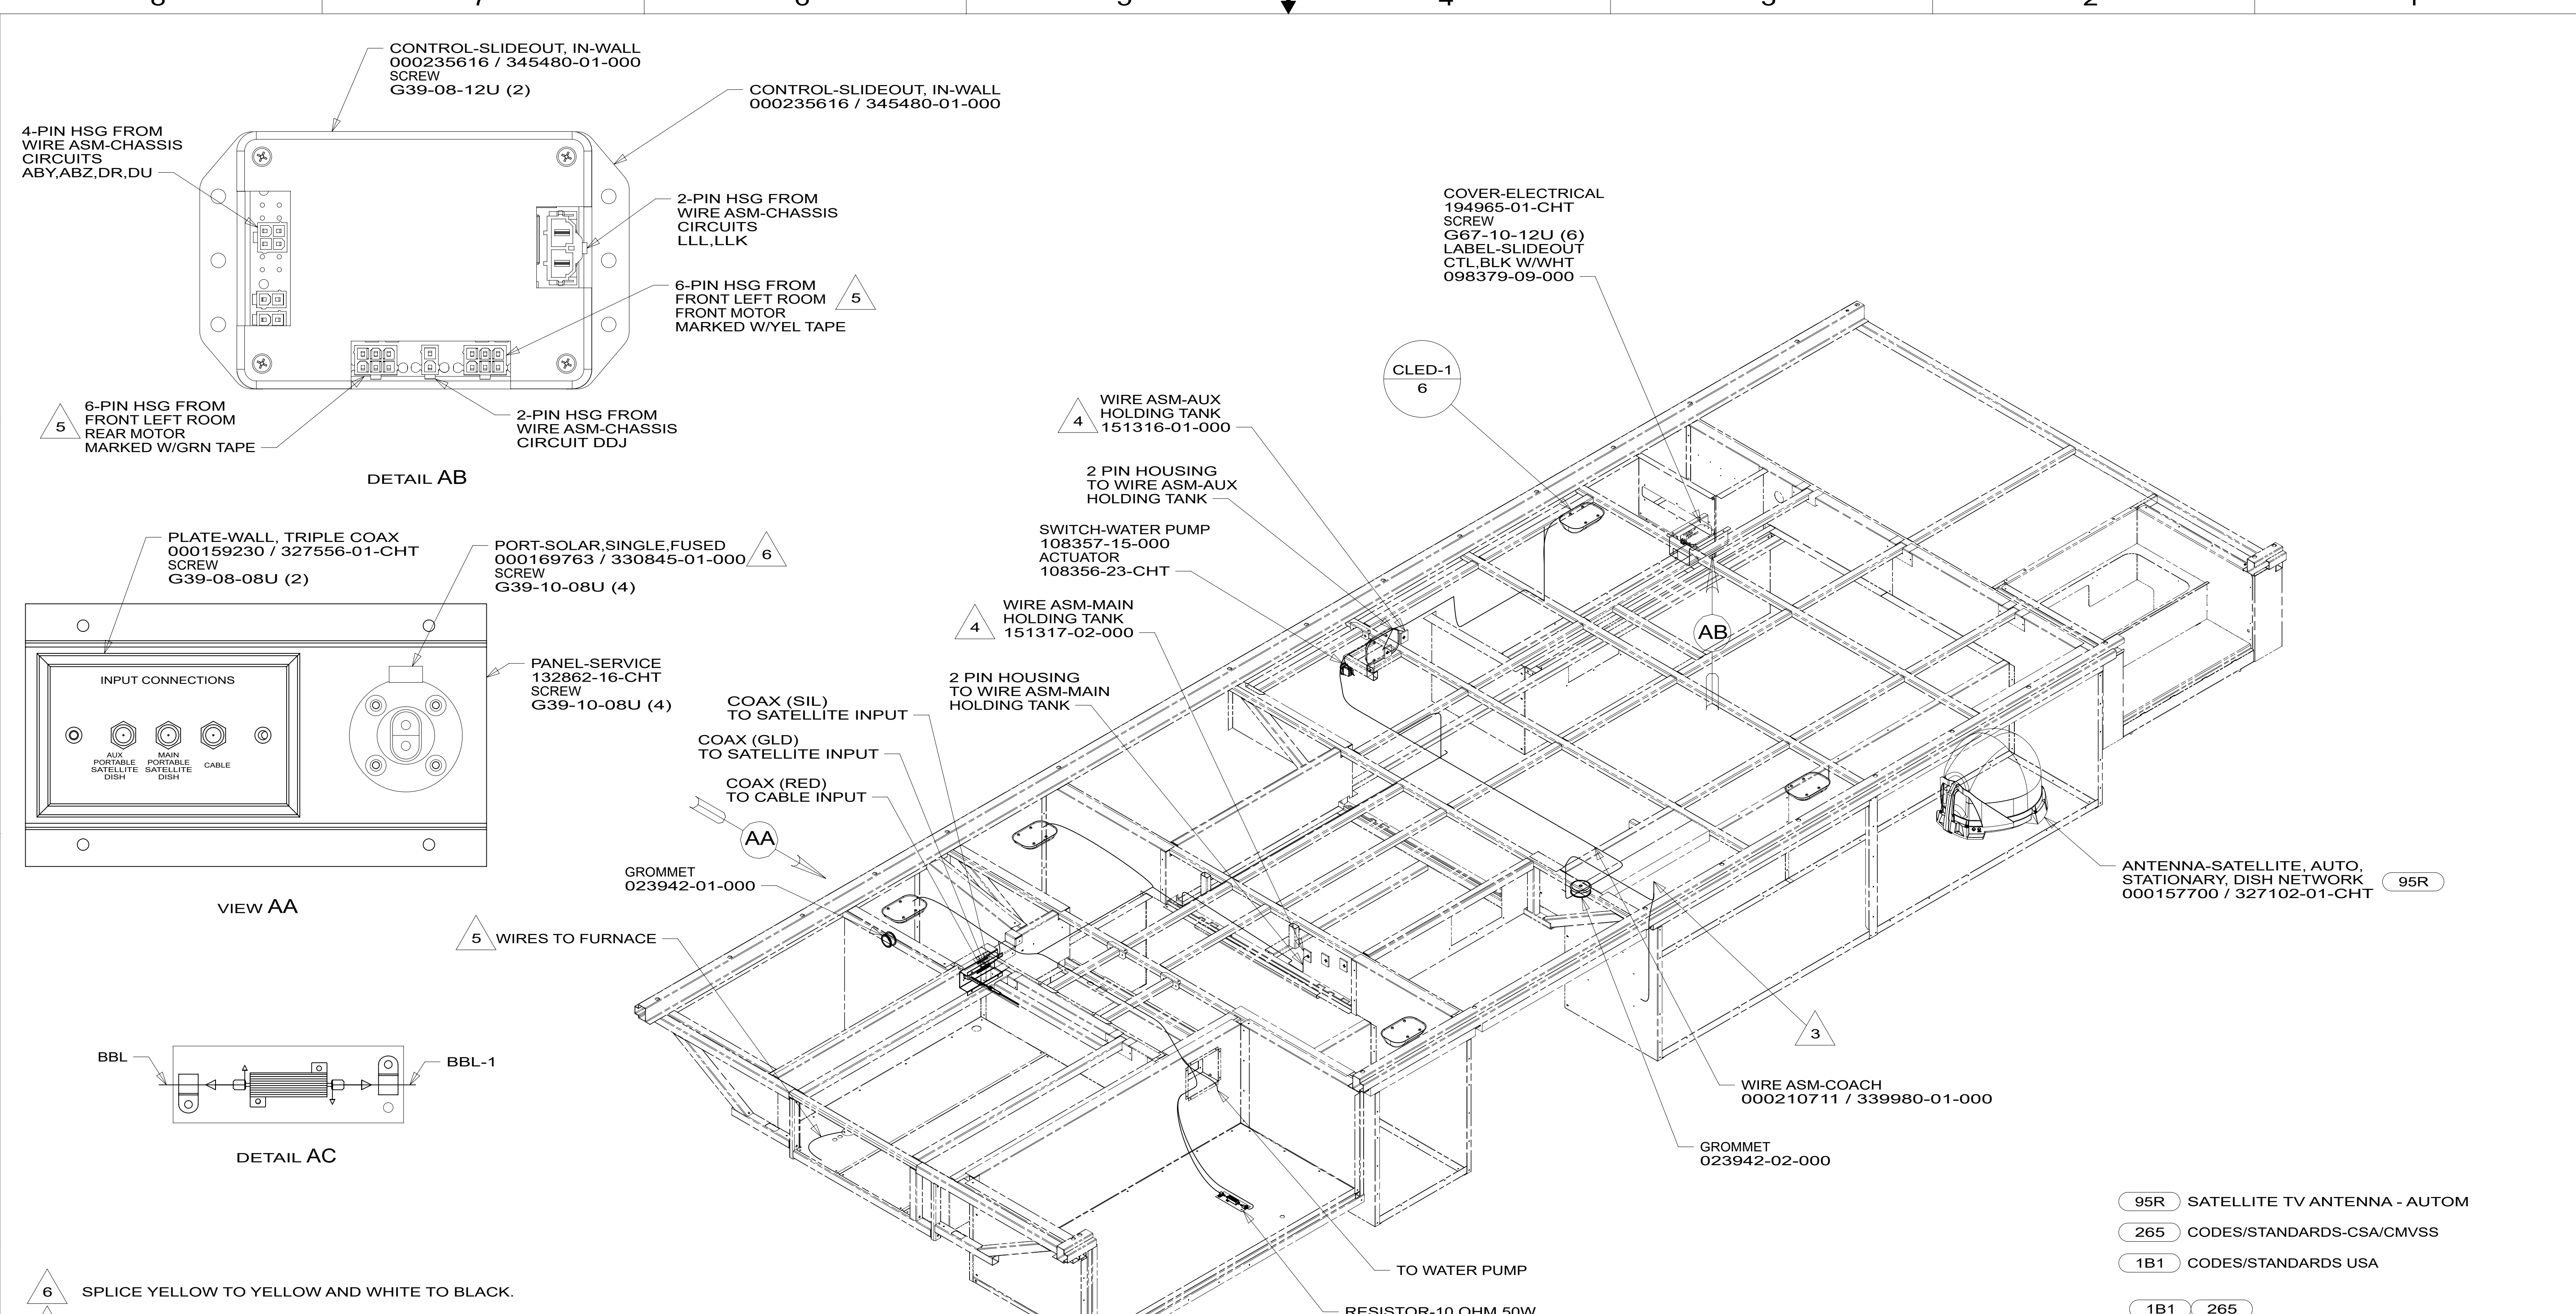 CONTROL-SLIDEOUT, IN-WALL
000235616 / 345480-01-000
SCREW
G39-08-12U (2)
CONTROL-SLIDEOUT, IN-WALL
000235616 / 345480-01-000
4-PIN HSG FROM
WIRE ASM-CHASSIS
CIRCUITS
ABY,ABZ,DR,DU
2-PIN HSG FROM
WIRE ASM-CHASSIS
CIRCUITS
LLL,LLK
6-PIN HSG FROM
FRONT LEFT ROOM
FRONT MOTOR
MARKED W/YEL TAPE
5
5
6-PIN HSG FROM
FRONT LEFT ROOM
REAR MOTOR
MARKED W/GRN TAPE
2-PIN HSG FROM
WIRE ASM-CHASSIS
CIRCUIT DDJ
DETAIL AB
PLATE-WALL, TRIPLE COAX
000159230 / 327556-01-CHT
SCREW
G39-08-08U (2)
PORT-SOLAR,SINGLE,FUSED
000169763 / 330845-01-000
SCREW
G39-10-08U (4)
6
INPUT CONNECTIONS
AUX
PORTABLE
SATELLITE
DISH
MAIN
PORTABLE
SATELLITE
DISH
CABLE
PANEL-SERVICE
132862-16-CHT
SCREW
G39-10-08U (4)
VIEW AA
BBL
BBL-1
DETAIL AC
6 SPLICE YELLOW TO YELLOW AND WHITE TO BLACK.
COVER-ELECTRICAL
194965-01-CHT
SCREW
G67-10-12U (6)
LABEL-SLIDEOUT
CTL,BLK W/WHT
098379-09-000
CLED-1
6
4
WIRE ASM-AUX
HOLDING TANK
151316-01-000
2 PIN HOUSING
TO WIRE ASM-AUX
HOLDING TANK
SWITCH-WATER PUMP
108357-15-000
ACTUATOR
108356-23-CHT
4
WIRE ASM-MAIN
HOLDING TANK
151317-02-000
2 PIN HOUSING
TO WIRE ASM-MAIN
HOLDING TANK
COAX (SIL)
TO SATELLITE INPUT
COAX (GLD)
TO SATELLITE INPUT
COAX (RED)
TO CABLE INPUT
AA
AB
GROMMET
023942-01-000
5 WIRES TO FURNACE
ANTENNA-SATELLITE, AUTO,
STATIONARY, DISH NETWORK
000157700 / 327102-01-CHT
95R
3
WIRE ASM-COACH
000210711 / 339980-01-000
GROMMET
023942-02-000
TO WATER PUMP
RESISTOR-10 OHM 50W
95R SATELLITE TV ANTENNA - AUTOM
265 CODES/STANDARDS-CSA/CMVSS
1B1 CODES/STANDARDS USA
1B1 265